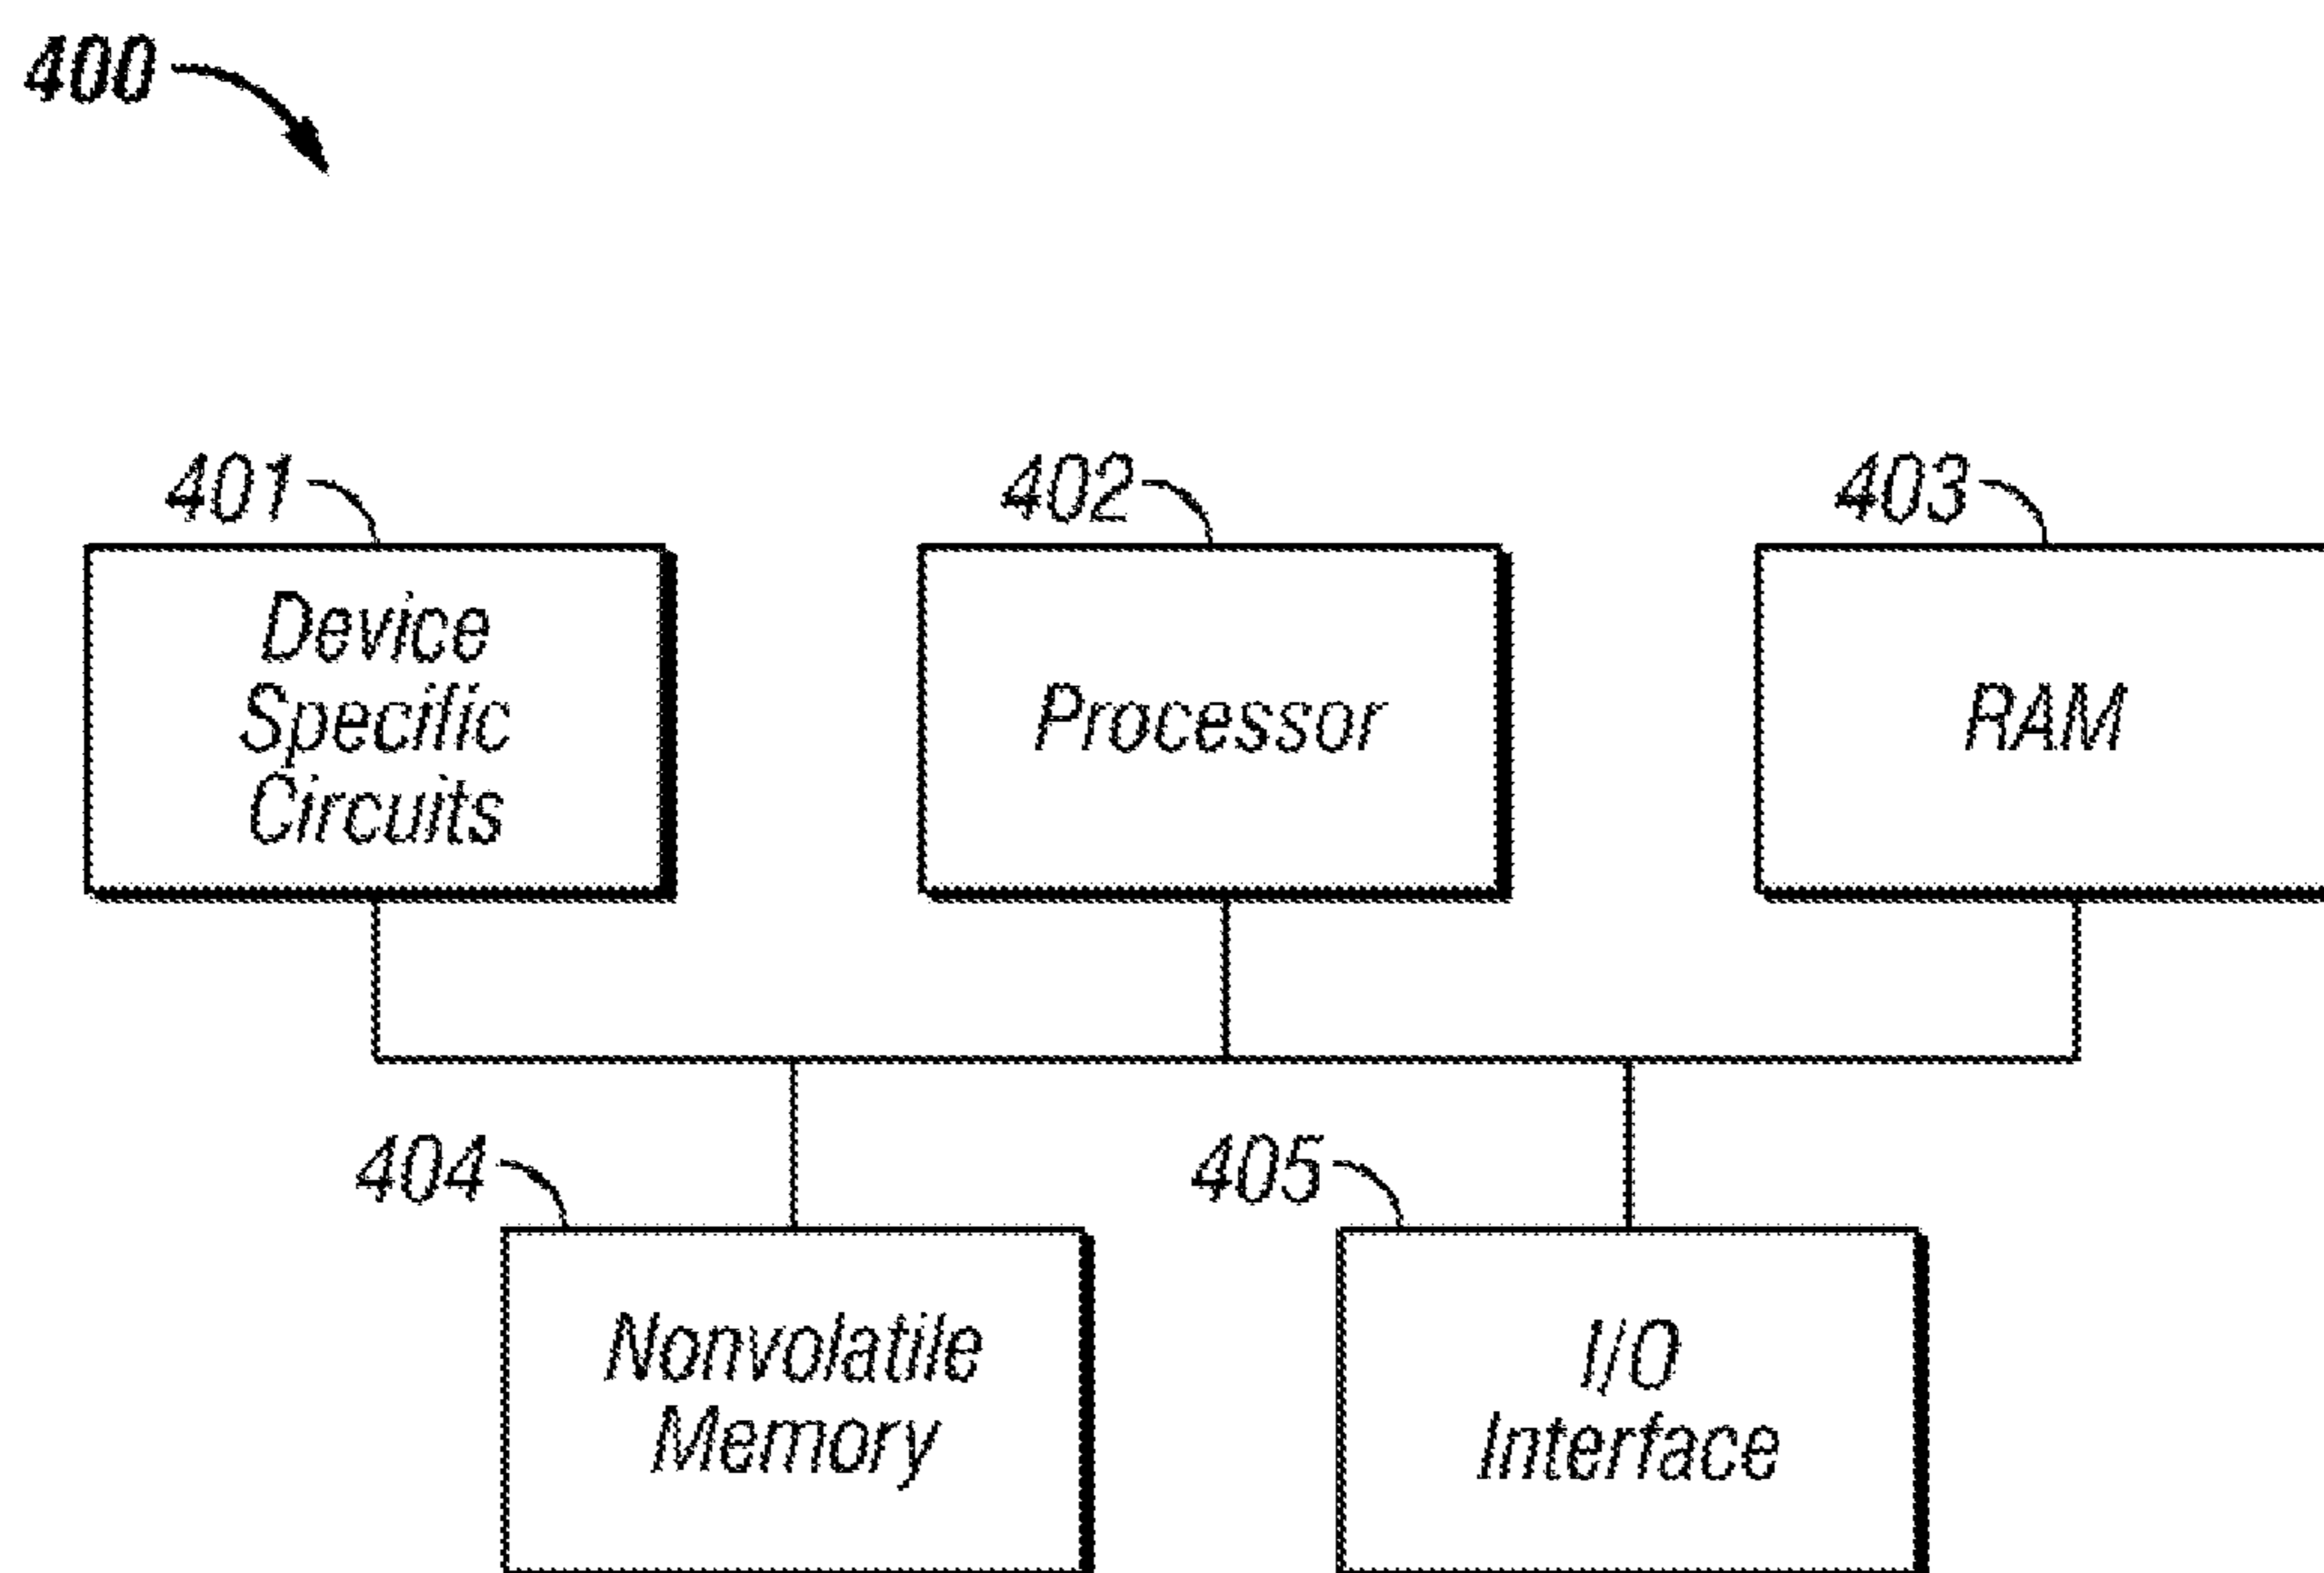 400
401
402
403
Device
Specific
Circuits
Processor
RAM
404
405
Nonvolatile
Memory
I/O
Interface